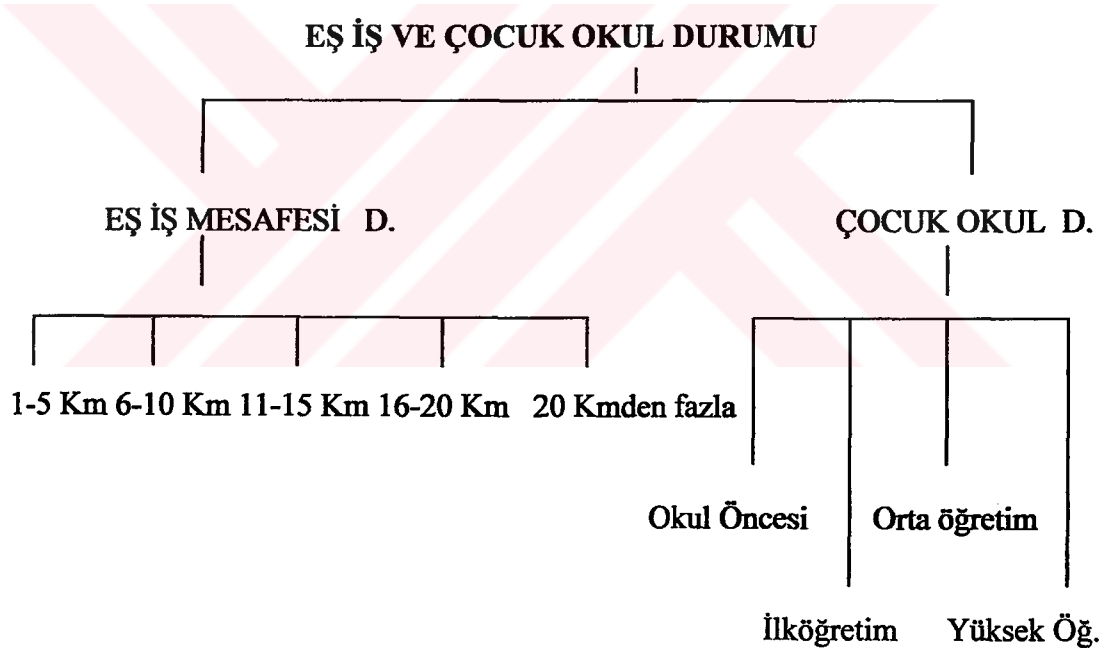 EŞ İŞ VE ÇOCUK OKUL DURUMU
EŞ İŞ MESAFESİ D.
ÇOCUK OKUL D.
1-5 Km 6-10 Km 11-15 Km 16-20 Km 20 Kmden fazla
Okul Öncesi
Orta öğretim
İlköğretim
Yüksek Öğ.